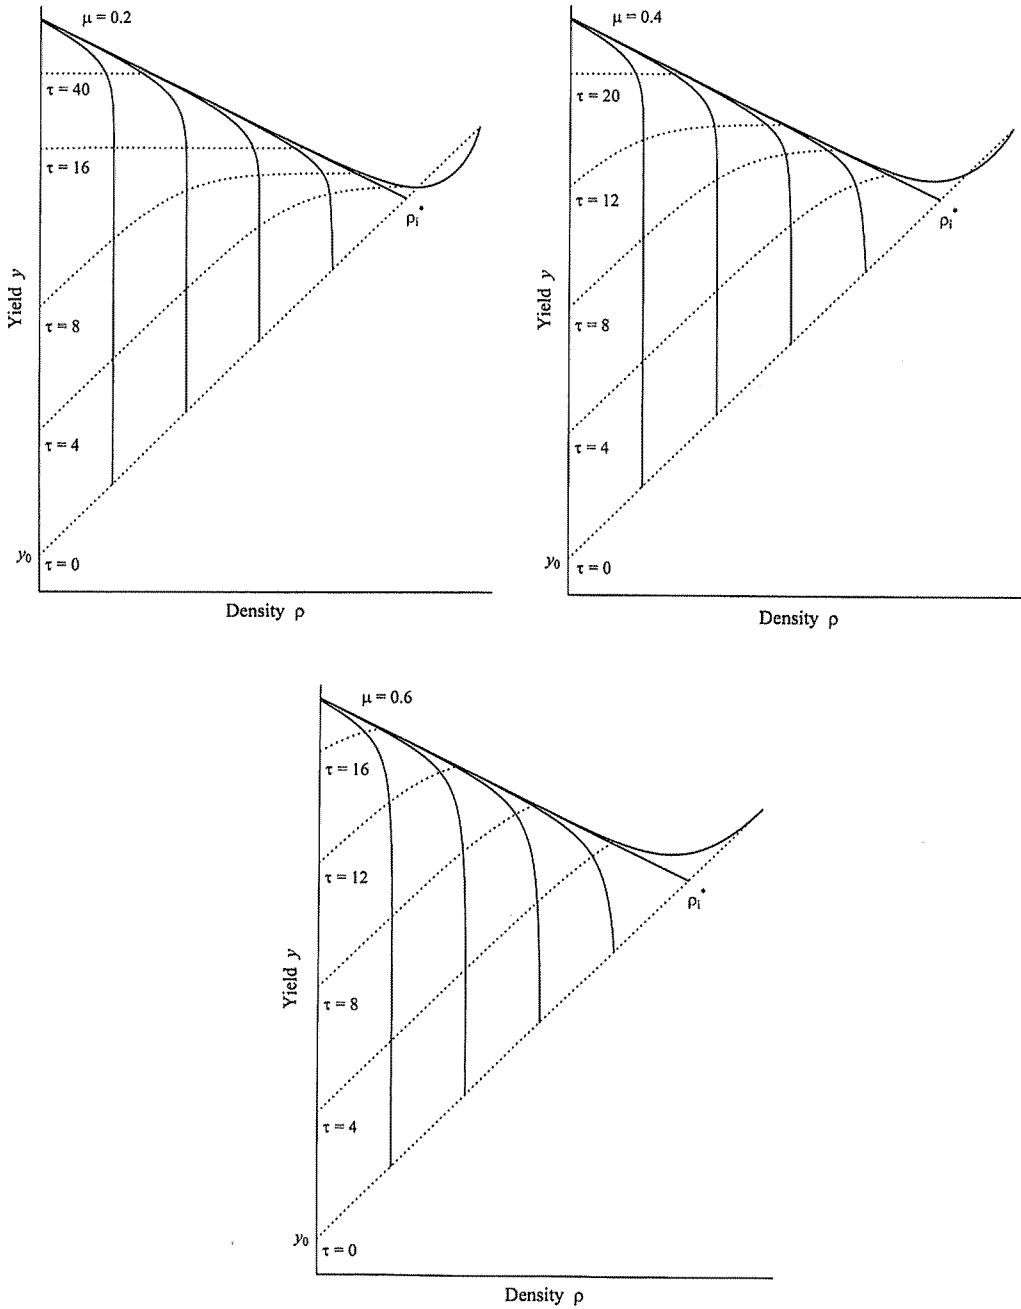 μ = 0.2
τ = 40
τ = 16
τ = 8
τ = 4
y₀
τ = 0
Yield y
Density ρ
ρᵢ*
μ = 0.4
τ = 20
τ = 12
τ = 8
τ = 4
y₀
τ = 0
Yield y
Density ρ
ρᵢ*
μ = 0.6
τ = 16
τ = 12
τ = 8
τ = 4
y₀
τ = 0
Yield y
Density ρ
ρᵢ*